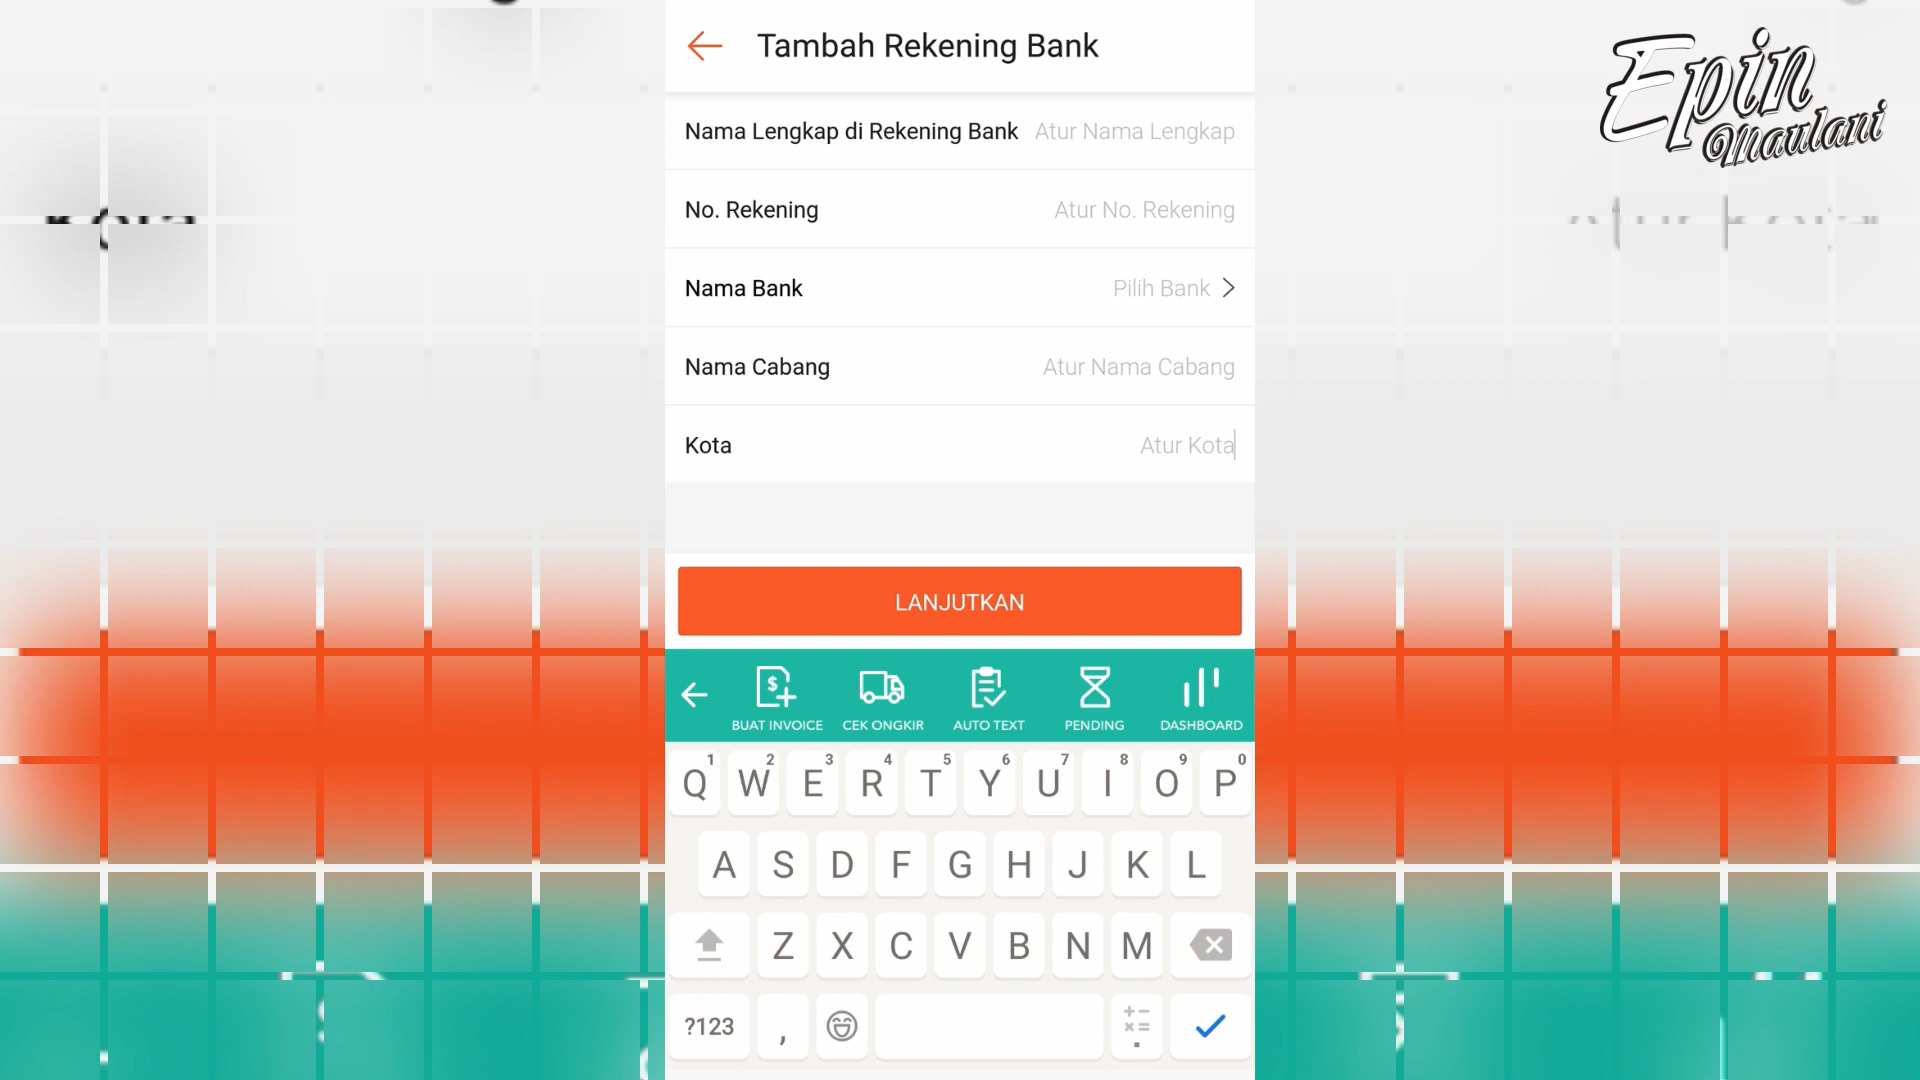 Tambah Rekening Bank
Epin
Maulani
Nama Lengkap di Rekening Bank Atur Nama Lengkap
No. Rekening Atur No. Rekening
Nama Bank Pilih Bank
Nama Cabang Atur Nama Cabang
Kota Atur Kota
LANJUTKAN
BUAT INVOICE CEK ONGKIR AUTO TEXT PENDING DASHBOARD
1 2 3 4 5 6 7 8 9 0
Q W E R T Y U I O P
A S D F G H J K L
Z X C V B N M
?123 , .